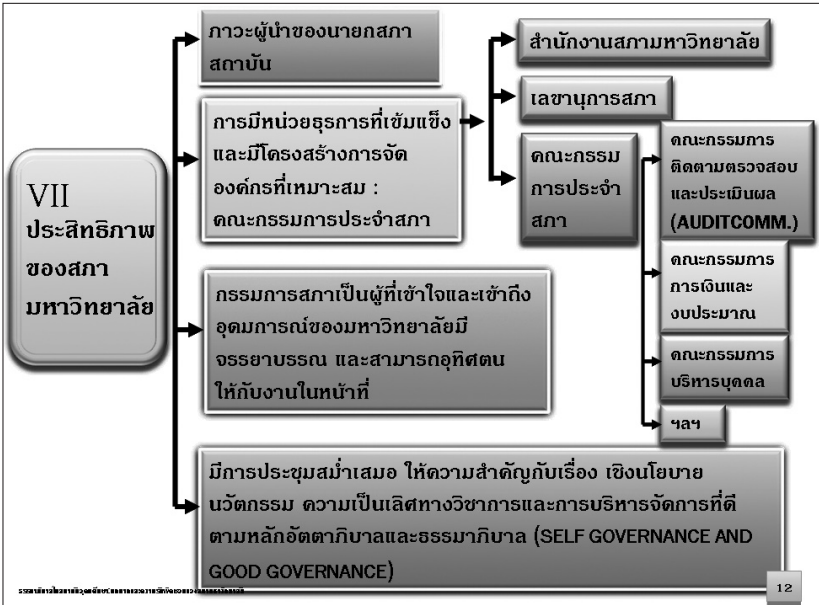 VII
ประสิทธิภาพ
ของสภา
มหาวิทยาลัย
ภาวะผู้นำของนายกสภา
สถาบัน
การมีหน่วยธุรการที่เข้มแข็ง
และมีโครงสร้างการจัด
องค์กรที่เหมาะสม :
คณะกรรมการประจำสภา
สำนักงานสภามหาวิทยาลัย
เลขานุการสภา
คณะกรรม
การประจำ
สภา
คณะกรรมการ
ติดตามตรวจสอบ
และประเมินผล
(AUDITCOMM.)
คณะกรรมการ
การเงินและ
งบประมาณ
คณะกรรมการ
บริหารบุคคล
ฯลฯ
กรรมการสภาเป็นผู้ที่เข้าใจและเข้าถึง
อุดมการณ์ของมหาวิทยาลัยมี
จรรยาบรรณ และสามารถอุทิศตน
ให้กับงานในหน้าที่
มีการประชุมสม่ำเสมอ ให้ความสำคัญกับเรื่อง เชิงนโยบาย
นวัตกรรม ความเป็นเลิศทางวิชาการและการบริหารจัดการที่ดี
ตามหลักอัตตาภิบาลและธรรมาภิบาล (SELF GOVERNANCE AND
GOOD GOVERNANCE)
12